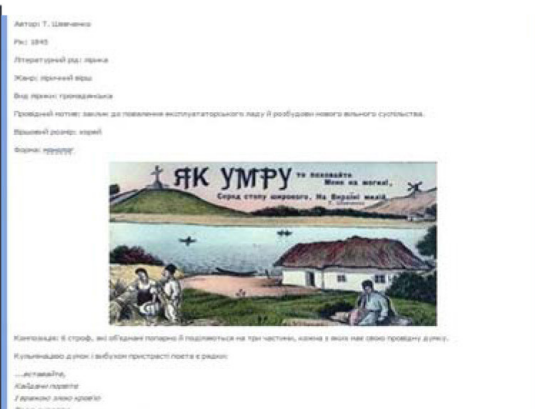 Автор: Т. Шевченко
Рік: 1845
Літературний рід: лірика
Жанр: ліричний вірш
Вид лірики: громадянська
Провідний мотив: заклик до повалення експлуататорського ладу й розбудови нового вільного суспільства.
Віршовий розмір: хорей
Форма: монолог.
ЯК УМРУ то поховайте
Мене на могилі,
Серед степу широкого, На Вкраїні милій.
Т. Шевченко
Композиція: 6 строф, які об'єднані попарно й поділяються на три частини, кожна з яких має свою провідну думку.
Кульмінацією думок і вибухом пристрасті поета є рядки:
...вставайте,
Кайдани порвіте
І вражою злою кров'ю